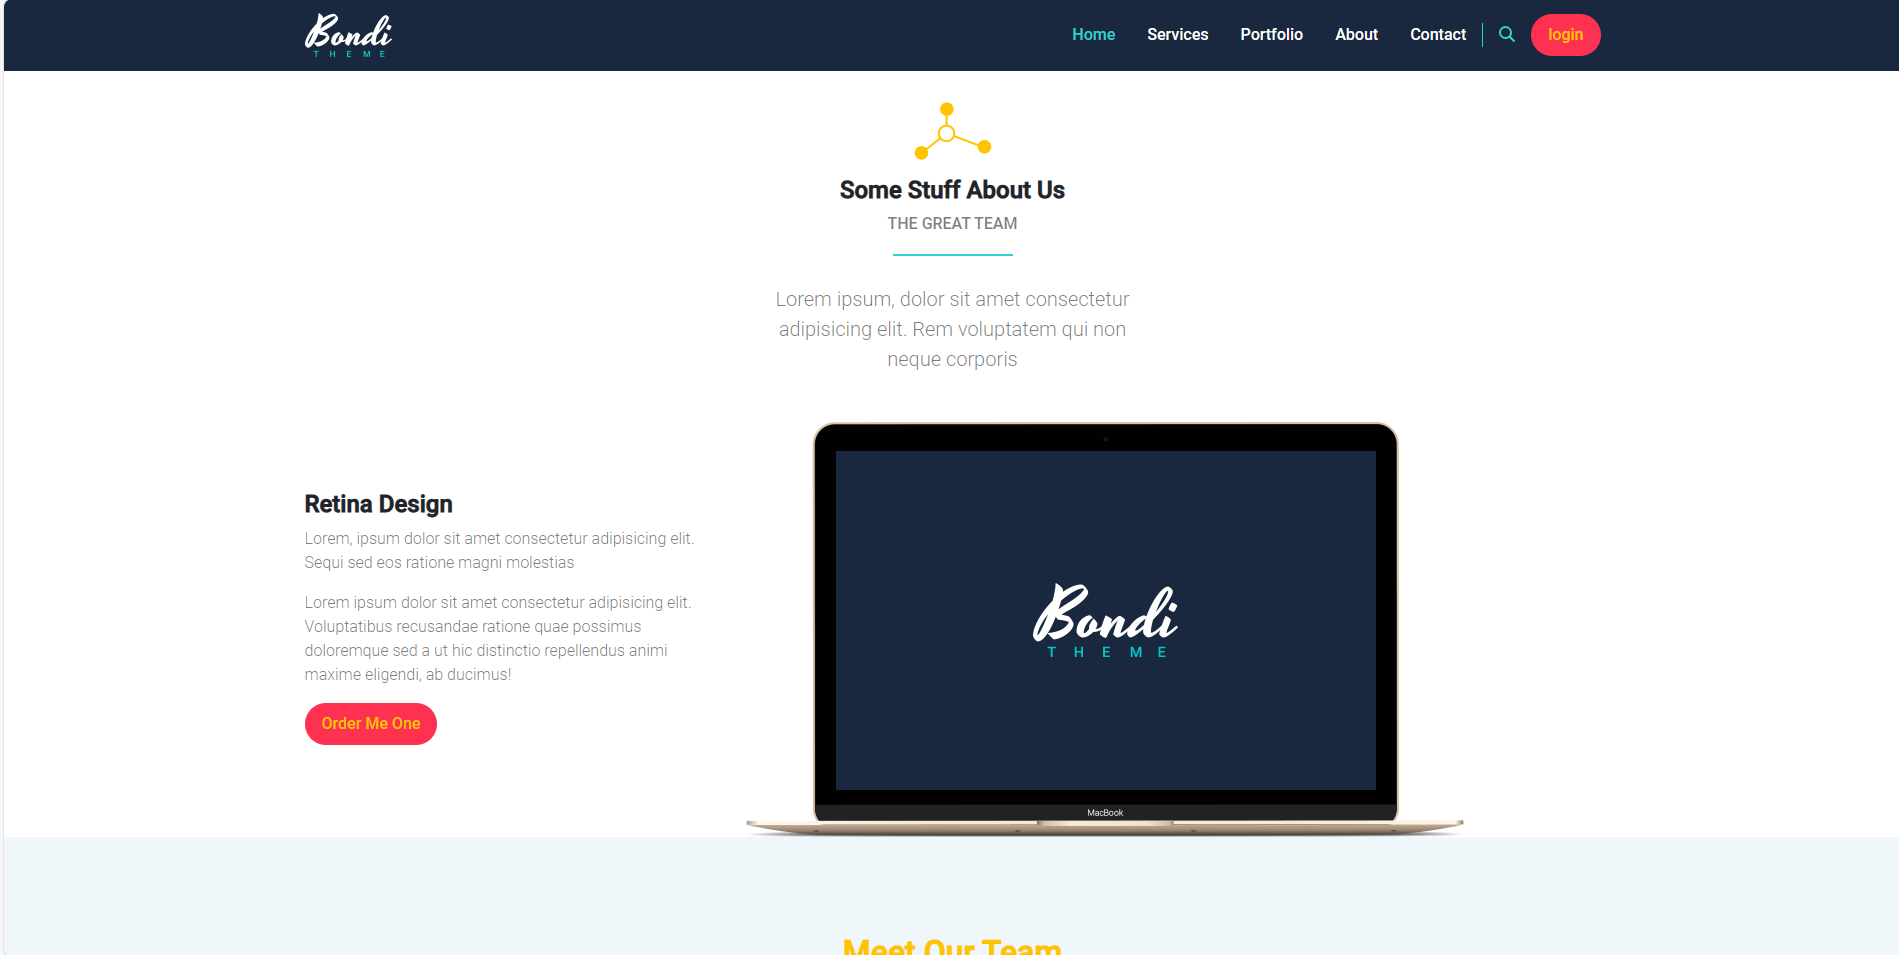 Bondi
THEME
Home Services Portfolio About Contact login
Some Stuff About Us
THE GREAT TEAM
Lorem ipsum, dolor sit amet consectetur
adipisicing elit. Rem voluptatem qui non
neque corporis
Retina Design
Lorem, ipsum dolor sit amet consectetur adipisicing elit.
Sequi sed eos ratione magni molestias
Lorem ipsum dolor sit amet consectetur adipisicing elit.
Voluptatibus recusandae ratione quae possimus
doloremque sed a ut hic distinctio repellendus animi
maxime eligendi, ab ducimus!
Order Me One
Bondi
THEME
MacBook
Meet Our Team